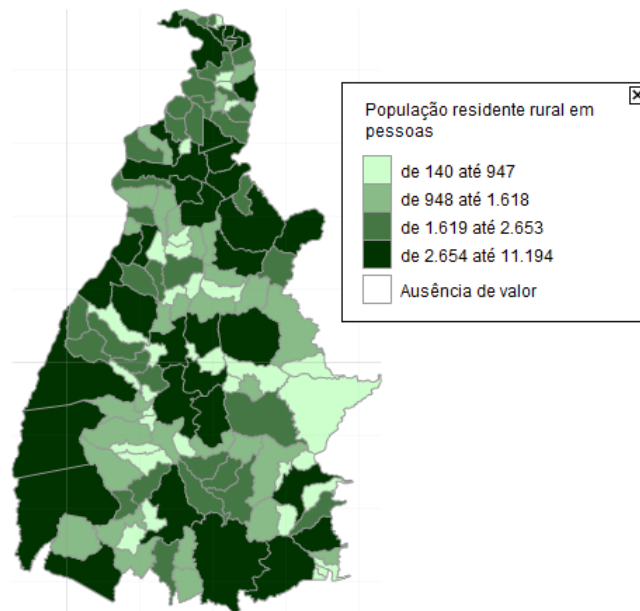 População residente rural em
pessoas
de 140 até 947
de 948 até 1.618
de 1.619 até 2.653
de 2.654 até 11.194
Ausência de valor